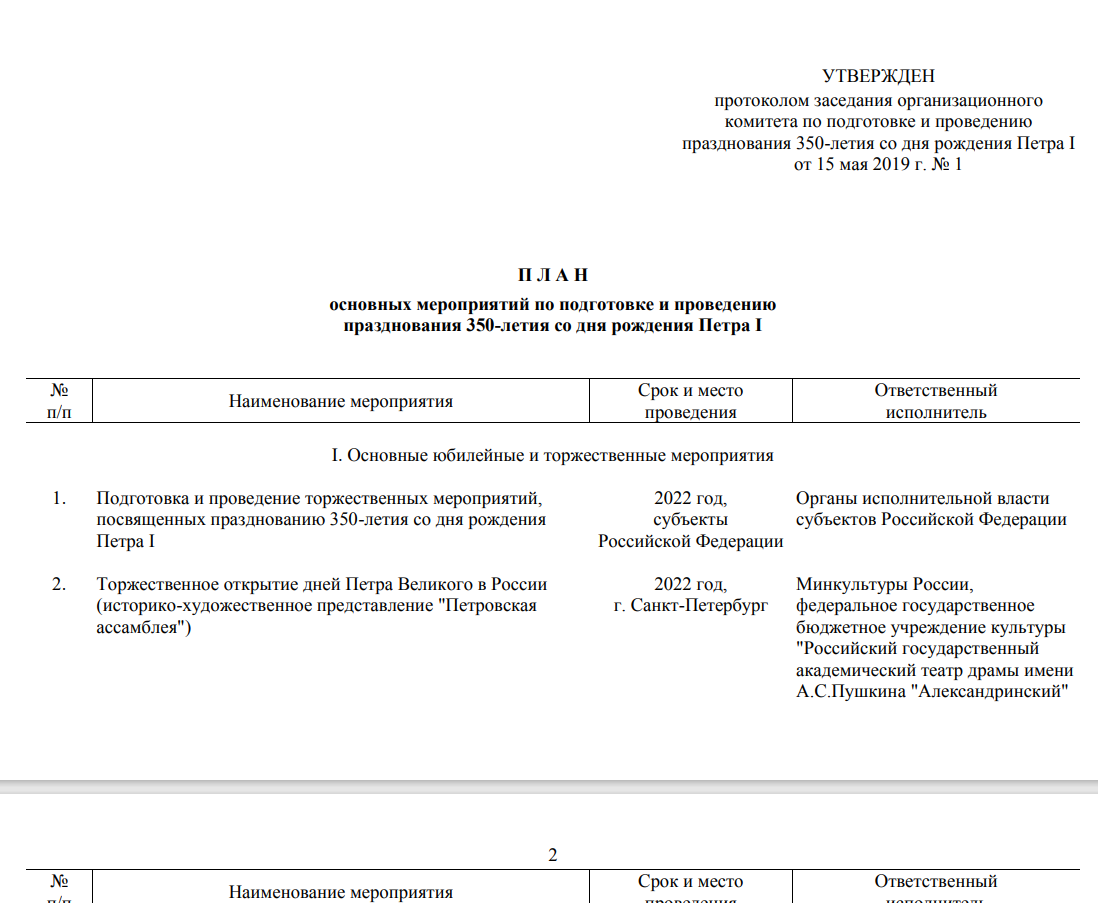 УТВЕРЖДЕН
протоколом заседания организационного
комитета по подготовке и проведению
празднования 350-летия со дня рождения Петра I
от 15 мая 2019 г. № 1
П Л А Н
основных мероприятий по подготовке и проведению
празднования 350-летия со дня рождения Петра I
№
п/п
Наименование мероприятия
Срок и место
проведения
Ответственный
исполнитель
I. Основные юбилейные и торжественные мероприятия
1.
Подготовка и проведение торжественных мероприятий,
посвященных празднованию 350-летия со дня рождения
Петра I
2022 год,
субъекты
Российской Федерации
Органы исполнительной власти
субъектов Российской Федерации
2.
Торжественное открытие дней Петра Великого в России
(историко-художественное представление "Петровская
ассамблея")
2022 год,
г. Санкт-Петербург
Минкультуры России,
федеральное государственное
бюджетное учреждение культуры
"Российский государственный
академический театр драмы имени
А.С.Пушкина "Александринский"
2
№
п/п
Наименование мероприятия
Срок и место
проведения
Ответственный
исполнитель